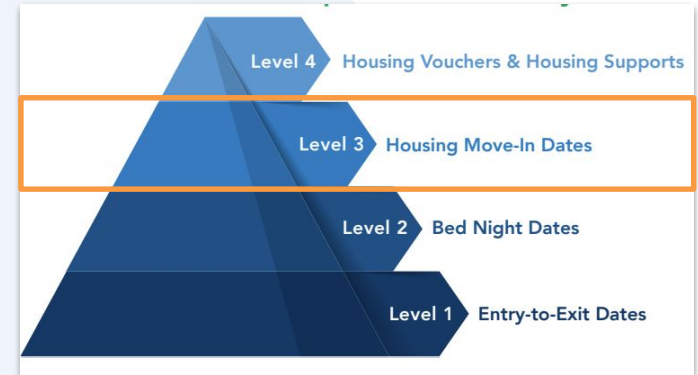 Level 4 Housing Vouchers & Housing Supports
Level 3 Housing Move-In Dates
Level 2 Bed Night Dates
Level 1 Entry-to-Exit Dates